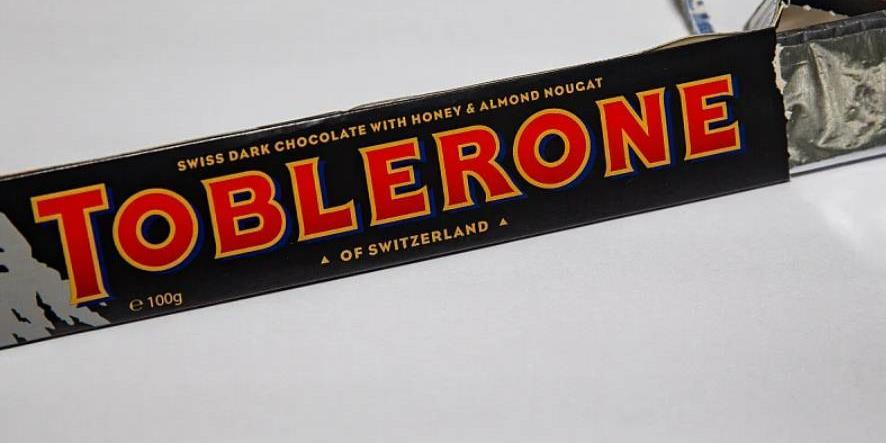 SWISS DARK CHOCOLATE WITH HONEY & ALMOND NOUGAT
TOBLERONE
▲ OF SWITZERLAND ▲
℮ 100g